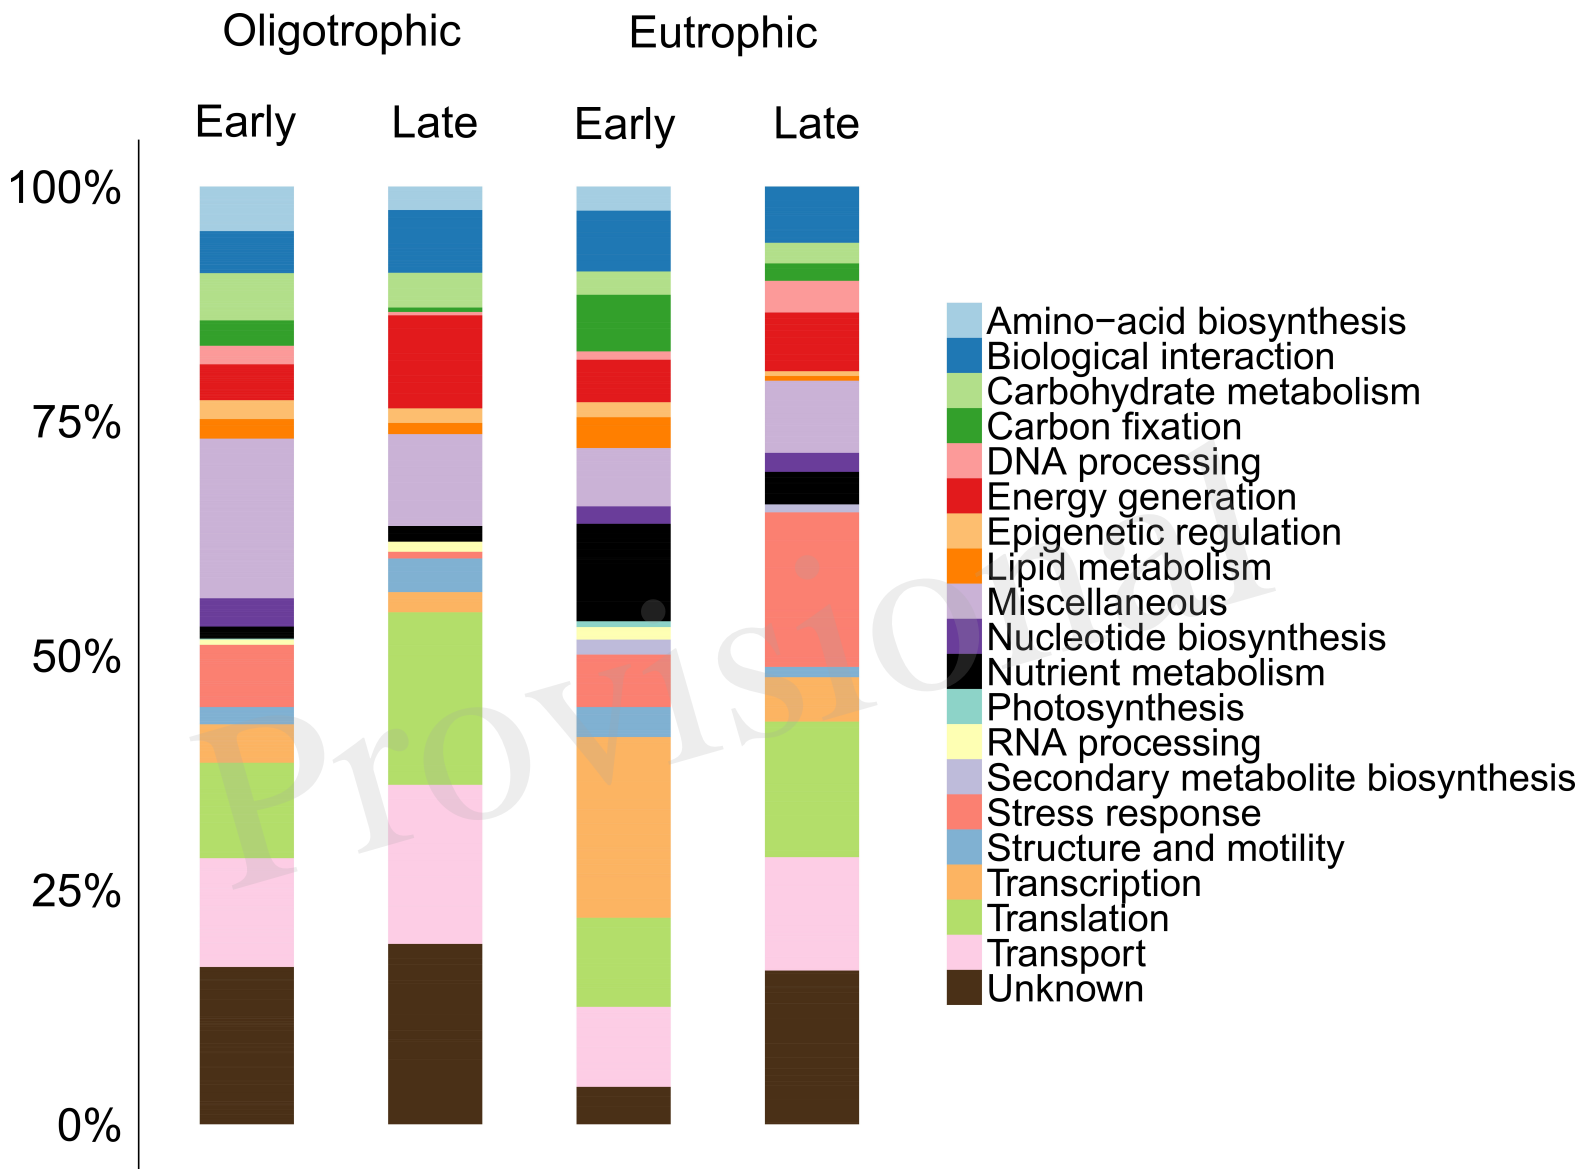 Oligotrophic Eutrophic
Early Late Early Late
100%
75%
50%
25%
0%
Amino−acid biosynthesis
Biological interaction
Carbohydrate metabolism
Carbon fixation
DNA processing
Energy generation
Epigenetic regulation
Lipid metabolism
Miscellaneous
Nucleotide biosynthesis
Nutrient metabolism
Photosynthesis
RNA processing
Secondary metabolite biosynthesis
Stress response
Structure and motility
Transcription
Translation
Transport
Unknown
Provisional